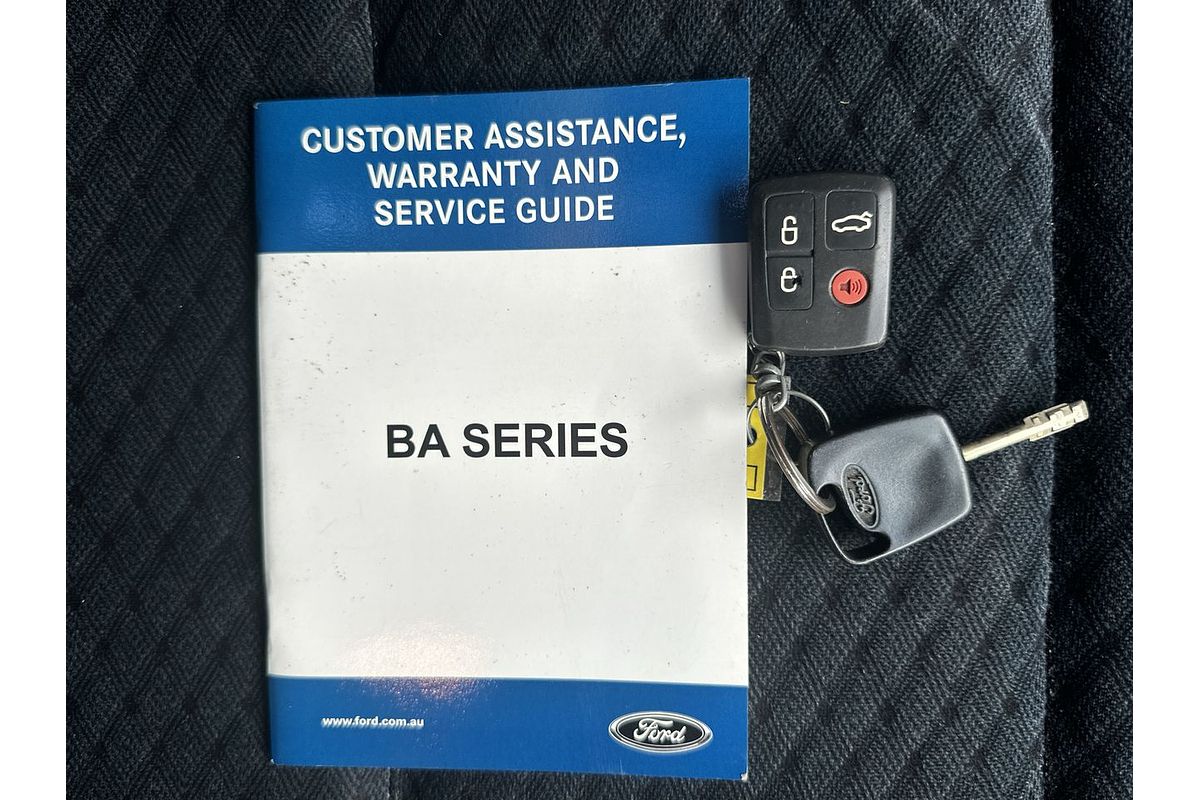 CUSTOMER ASSISTANCE,
WARRANTY AND
SERVICE GUIDE
BA SERIES
www.ford.com.au
Ford
Ford